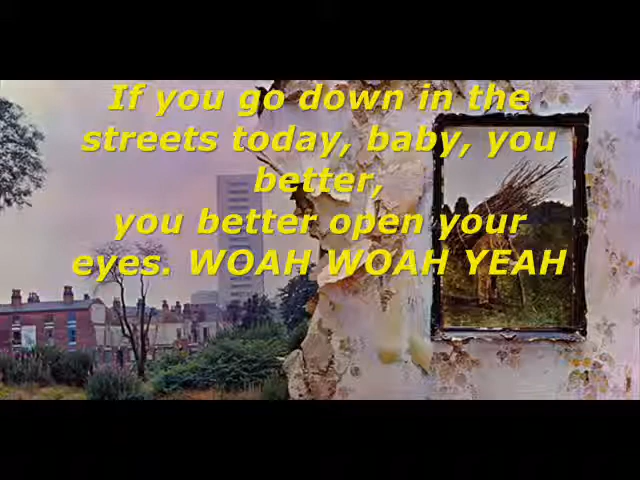 If you go down in the
streets today, baby, you
better,
you better open your
eyes. WOAH WOAH YEAH